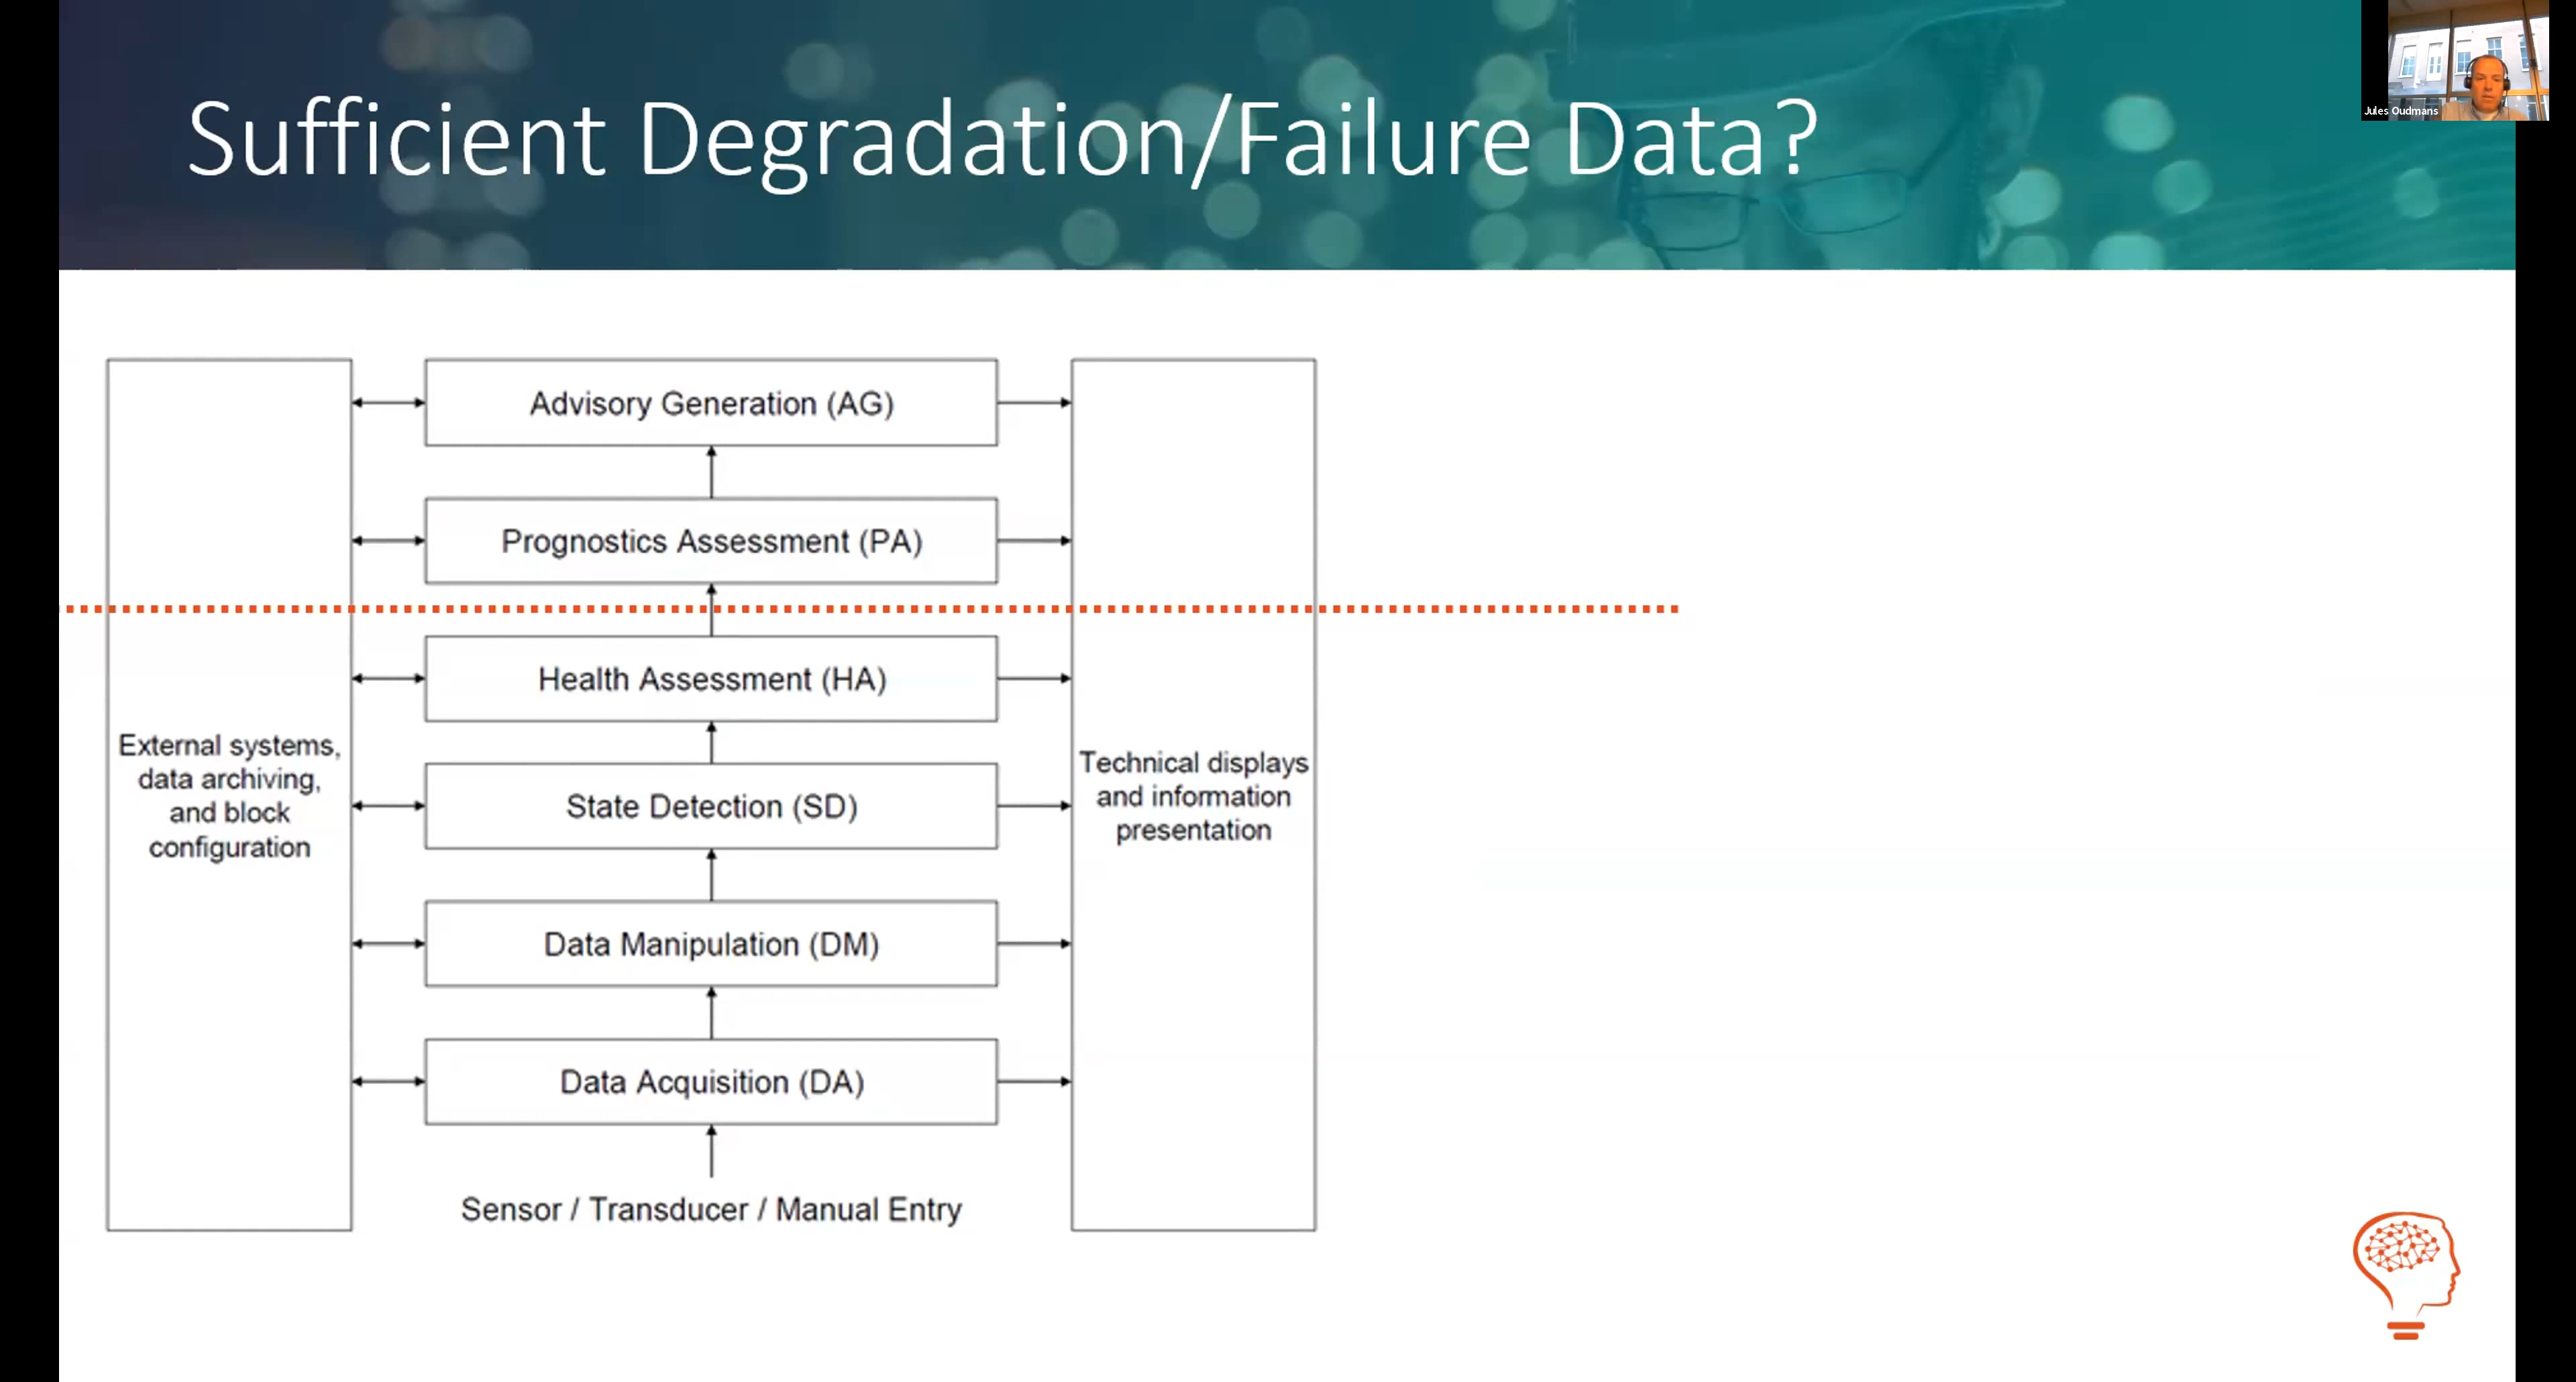 Sufficient Degradation/Failure Data?
Jules Oudmans
Advisory Generation (AG)
Prognostics Assessment (PA)
Health Assessment (HA)
External systems,
data archiving,
and block
configuration
State Detection (SD)
Technical displays
and information
presentation
Data Manipulation (DM)
Data Acquisition (DA)
Sensor / Transducer / Manual Entry